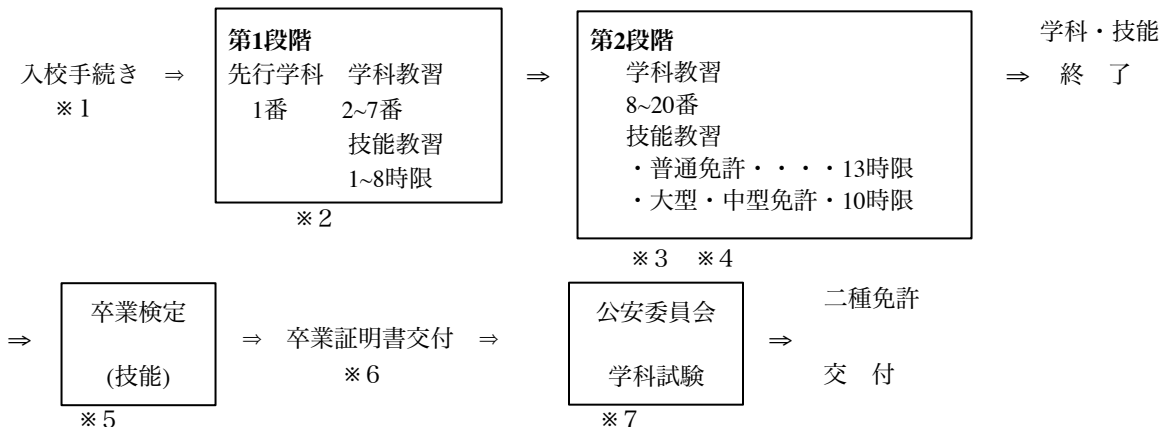 入校手続き ⇒
※１
第1段階
先行学科 学科教習
1番 2~7番
技能教習
1~8時限
※２
⇒
第2段階
学科教習
8~20番
技能教習
・普通免許・・・・13時限
・大型・中型免許・10時限
※３ ※４
⇒
学科・技能
終 了
⇒
卒業検定
(技能)
※５
⇒ 卒業証明書交付 ⇒
※６
公安委員会
学科試験
※７
⇒
二種免許
交 付